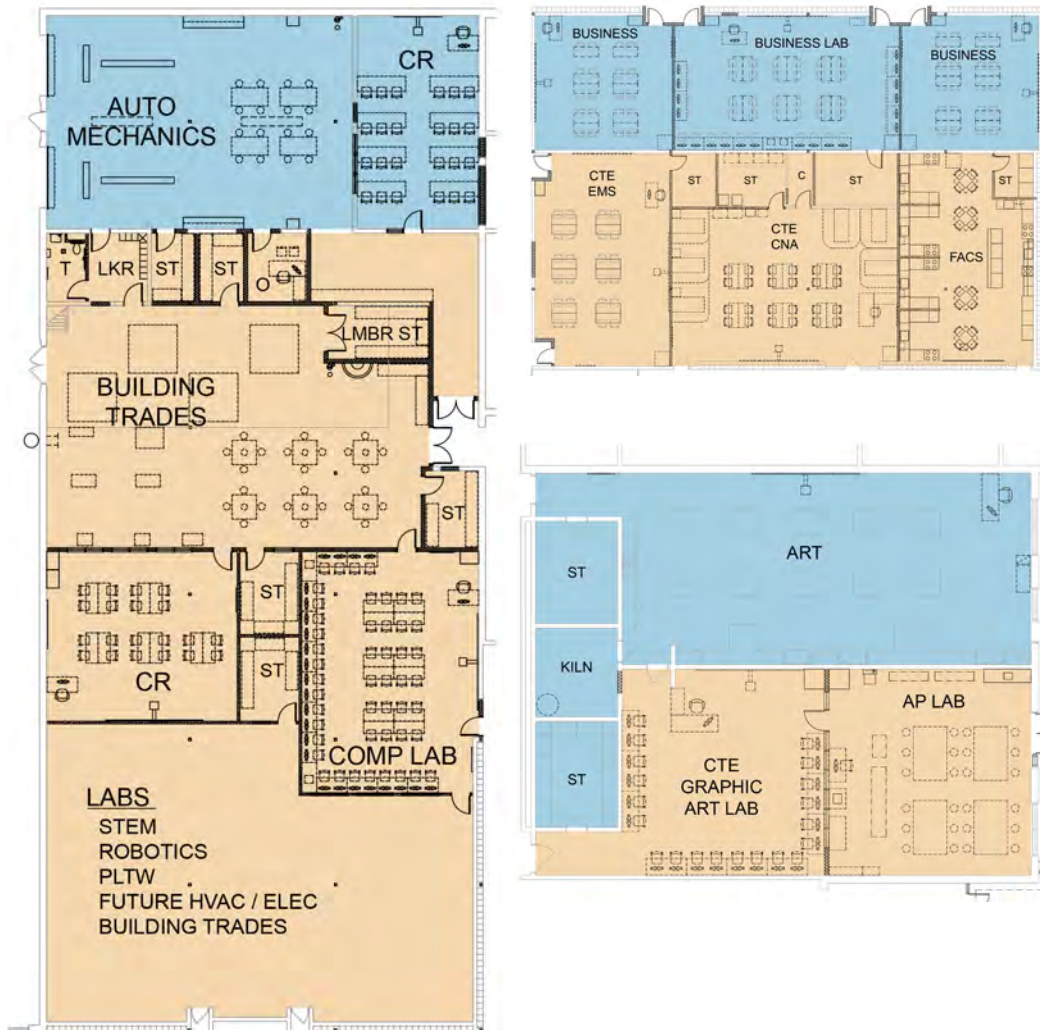 AUTO
MECHANICS
CR
T
LKR
ST
ST
LMBR ST
BUILDING
TRADES
ST
CR
ST
ST
COMP LAB
LABS
STEM
ROBOTICS
PLTW
FUTURE HVAC / ELEC
BUILDING TRADES
BUSINESS
BUSINESS LAB
BUSINESS
CTE
EMS
ST
ST
C
ST
CTE
CNA
ST
FACS
ART
ST
KILN
ST
CTE
GRAPHIC
ART LAB
AP LAB